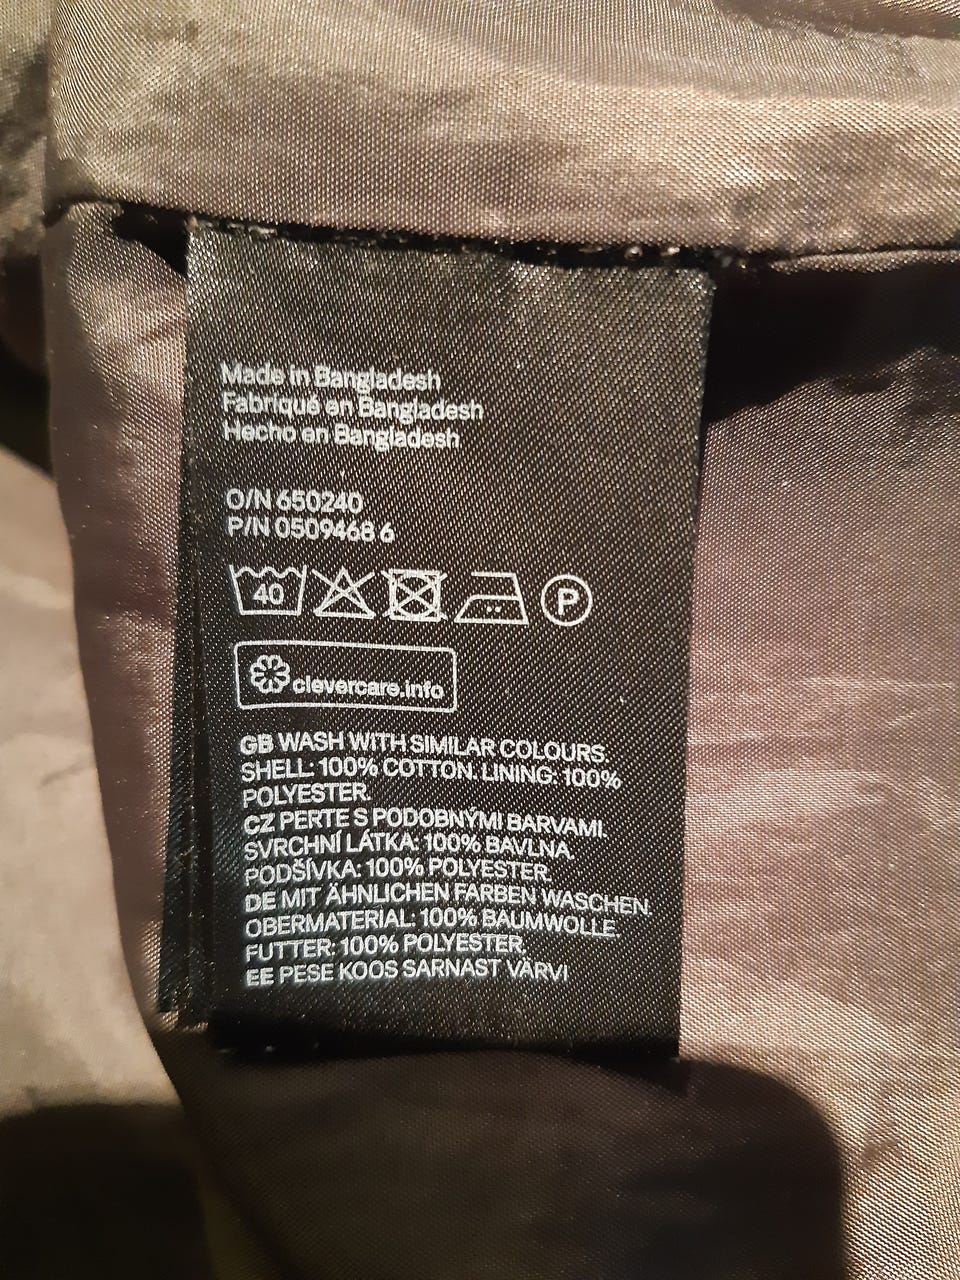 Made in Bangladesh
Fabriqué en Bangladesh
Hecho en Bangladesh
O/N 650240
P/N 0509468 6
40 P
clevercare.info
GB WASH WITH SIMILAR COLOURS.
SHELL: 100% COTTON. LINING: 100%
POLYESTER.
CZ PERTE S PODOBNÝMI BARVAMI.
SVRCHNÍ LÁTKA: 100% BAVLNA.
PODŠÍVKA: 100% POLYESTER.
DE MIT ÄHNLICHEN FARBEN WASCHEN.
OBERMATERIAL: 100% BAUMWOLLE.
FUTTER: 100% POLYESTER.
EE PESE KOOS SARNAST VÄRVI